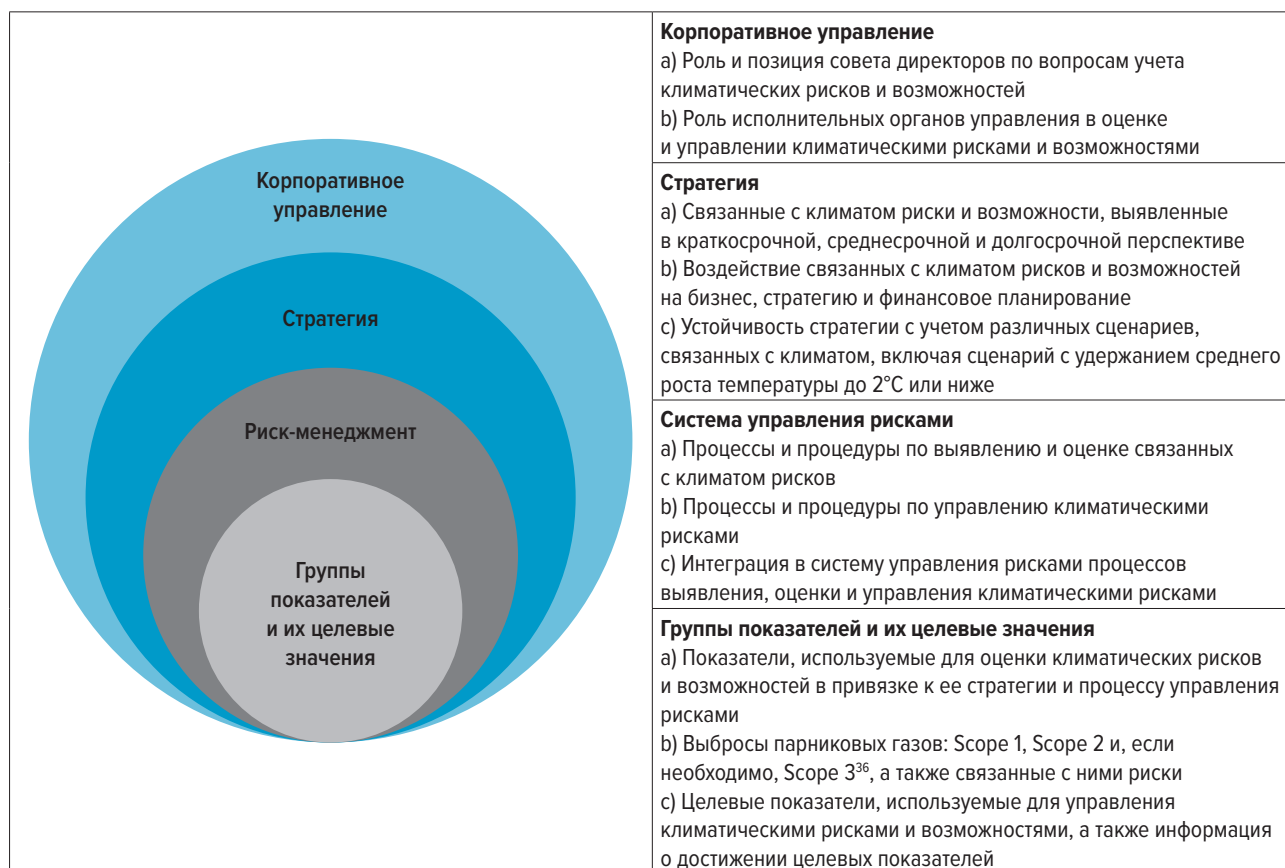 Корпоративное
управление
Стратегия
Риск-менеджмент
Группы
показателей
и их целевые
значения
Корпоративное управление
a) Роль и позиция совета директоров по вопросам учета
климатических рисков и возможностей
b) Роль исполнительных органов управления в оценке
и управлении климатическими рисками и возможностями
Стратегия
a) Связанные с климатом риски и возможности, выявленные
в краткосрочной, среднесрочной и долгосрочной перспективе
b) Воздействие связанных с климатом рисков и возможностей
на бизнес, стратегию и финансовое планирование
c) Устойчивость стратегии с учетом различных сценариев,
связанных с климатом, включая сценарий с удержанием среднего
роста температуры до 2°C или ниже
Система управления рисками
a) Процессы и процедуры по выявлению и оценке связанных
с климатом рисков
b) Процессы и процедуры по управлению климатическими
рисками
c) Интеграция в систему управления рисками процессов
выявления, оценки и управления климатическими рисками
Группы показателей и их целевые значения
a) Показатели, используемые для оценки климатических рисков
и возможностей в привязке к ее стратегии и процессу управления
рисками
b) Выбросы парниковых газов: Scope 1, Scope 2 и, если
необходимо, Scope 3³⁶, а также связанные с ними риски
c) Целевые показатели, используемые для управления
климатическими рисками и возможностями, а также информация
о достижении целевых показателей